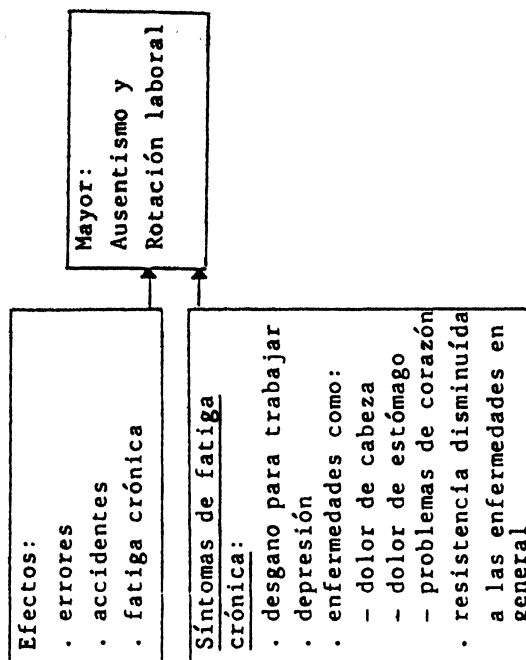 Efectos:
. errores
. accidentes
. fatiga crónica
Síntomas de fatiga
crónica:
. desgano para trabajar
. depresión
. enfermedades como:
- dolor de cabeza
- dolor de estómago
- problemas de corazón
. resistencia disminuída
a las enfermedades en
general
Mayor:
Ausentismo y
Rotación laboral